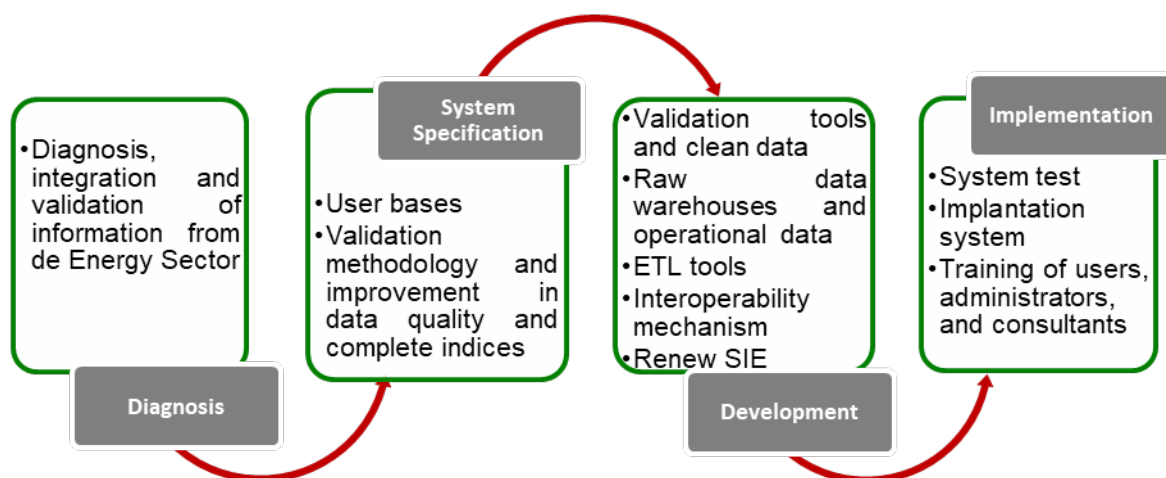 •Diagnosis,
integration and
validation of
information from
de Energy Sector
Diagnosis
System
Specification
•User bases
•Validation
methodology and
improvement in
data quality and
complete indices
•Validation tools
and clean data
•Raw data
warehouses and
operational data
•ETL tools
•Interoperability
mechanism
•Renew SIE
Development
Implementation
•System test
•Implantation
system
•Training of users,
administrators,
and consultants